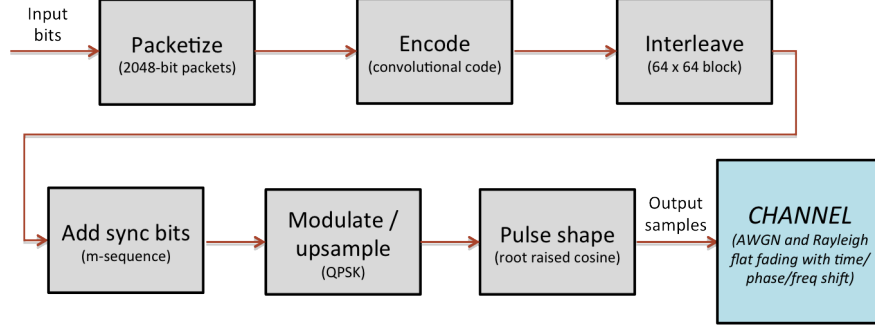 Input
bits
Packetize
(2048-bit packets)
Encode
(convolutional code)
Interleave
(64 x 64 block)
Add sync bits
(m-sequence)
Modulate /
upsample
(QPSK)
Pulse shape
(root raised cosine)
Output
samples
CHANNEL
(AWGN and Rayleigh
flat fading with time/
phase/freq shift)